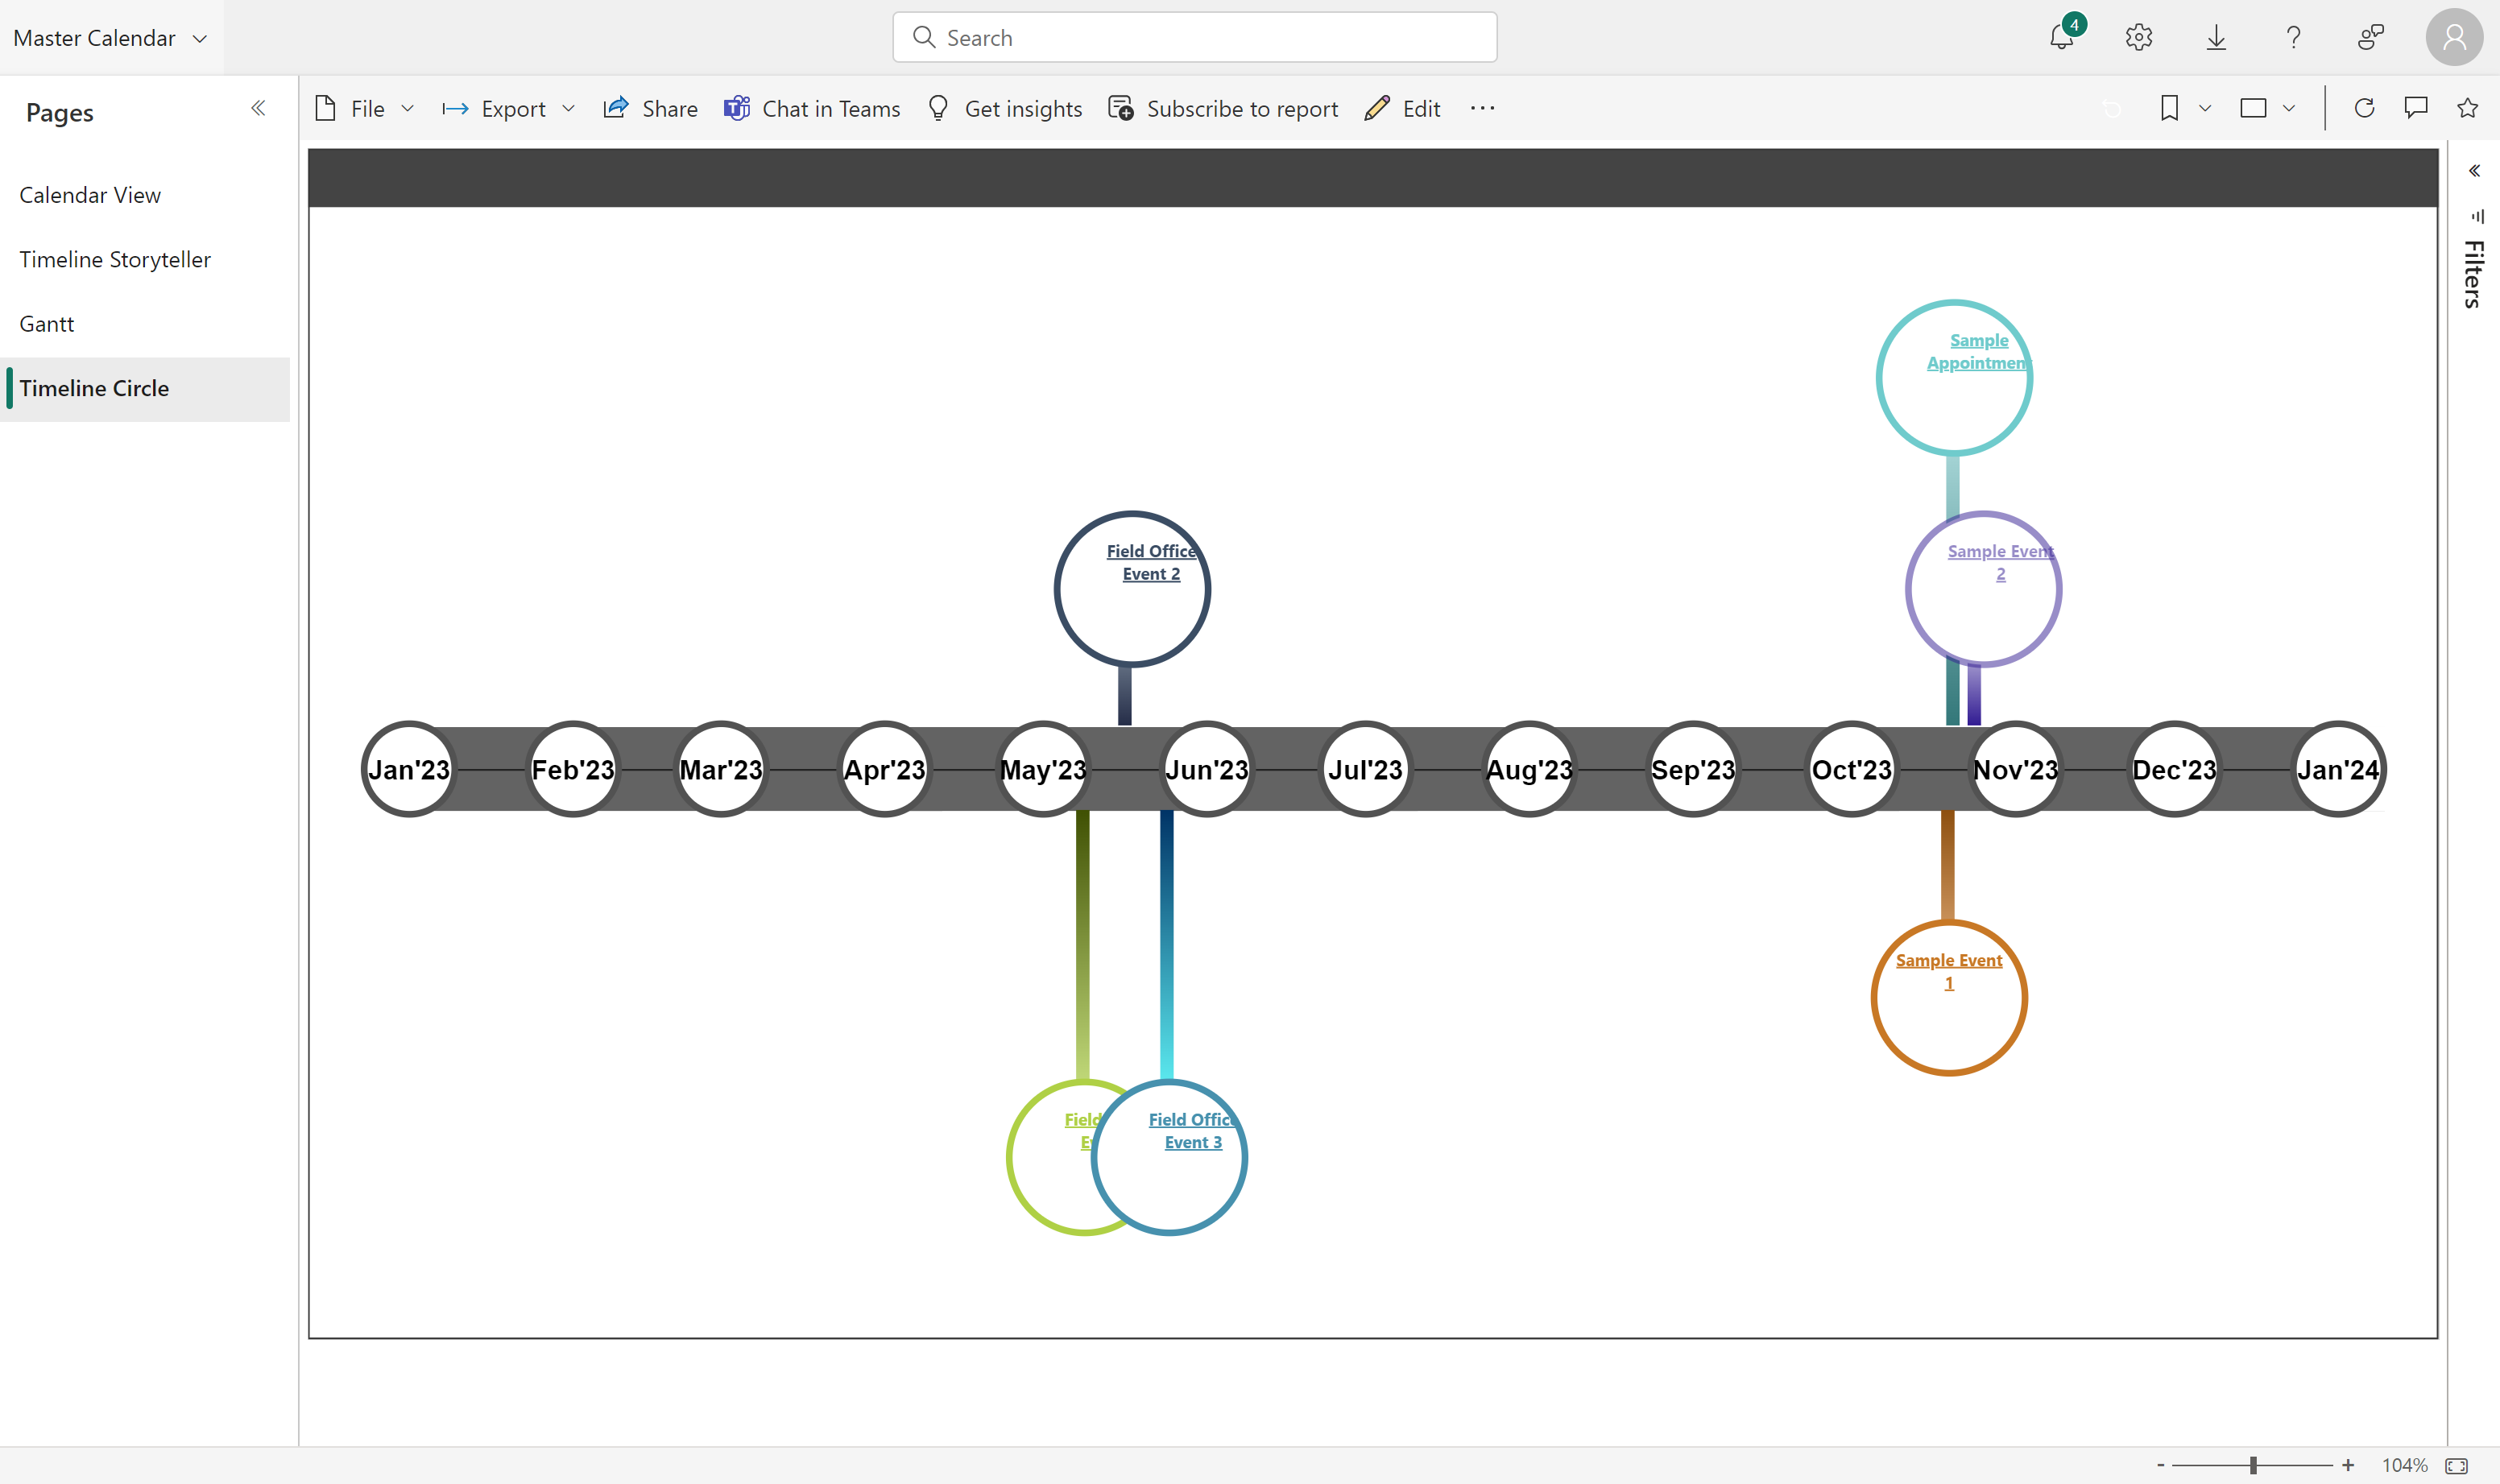 Master Calendar
Search
4
Pages
File
Export
Share
Chat in Teams
Get insights
Subscribe to report
Edit
Calendar View
Timeline Storyteller
Gantt
Timeline Circle
Filters
Sample
Appointment
Field Office
Event 2
Sample Event
2
Jan'23
Feb'23
Mar'23
Apr'23
May'23
Jun'23
Jul'23
Aug'23
Sep'23
Oct'23
Nov'23
Dec'23
Jan'24
Sample Event
1
Field
Field Office
Event 3
- + 104%